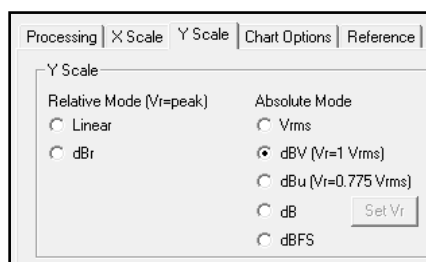 Processing X Scale Y Scale Chart Options Reference
Y Scale
Relative Mode (Vr=peak)
Linear
dBr
Absolute Mode
Vrms
dBV (Vr=1 Vrms)
dBu (Vr=0.775 Vrms)
dB
Set Vr
dBFS